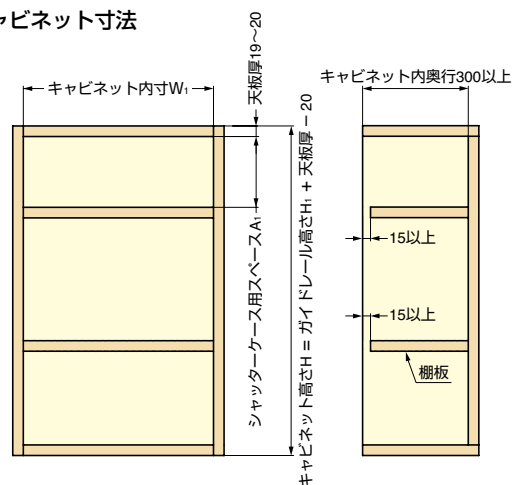 ャビネット寸法
キャビネット内寸W₁
天板厚19〜20
シャッターケース用スペースA₁
キャビネット高さH = ガイドレール高さH₁ + 天板厚 − 20
キャビネット内奥行300以上
15以上
15以上
棚板